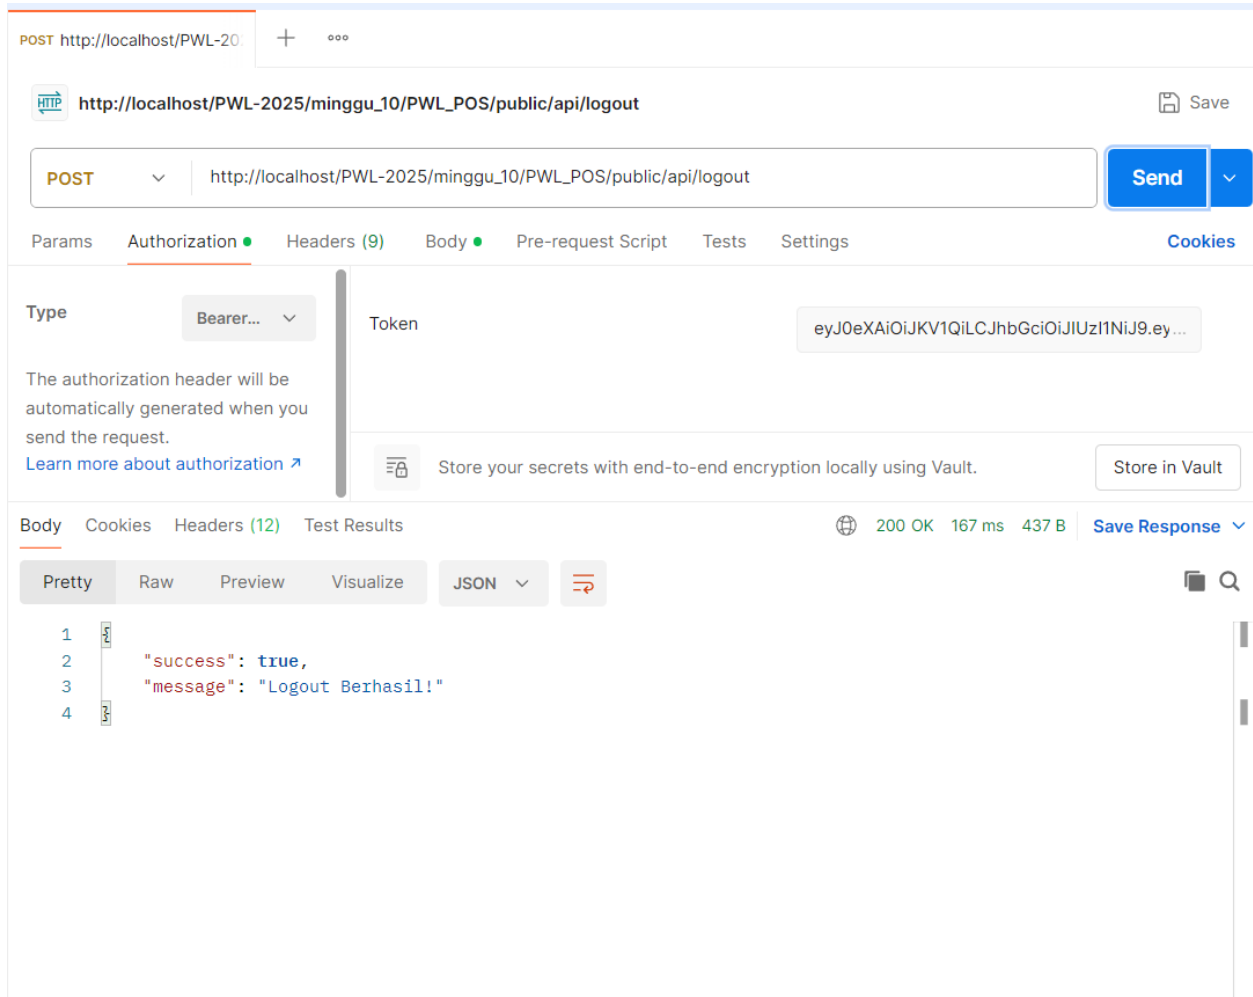 POST http://localhost/PWL-20
HTTP http://localhost/PWL-2025/minggu_10/PWL_POS/public/api/logout Save
POST http://localhost/PWL-2025/minggu_10/PWL_POS/public/api/logout Send
Params Authorization Headers (9) Body Pre-request Script Tests Settings Cookies
Type Bearer...
Token eyJ0eXAiOiJKV1QiLCJhbGciOiJIUzI1NiJ9.ey...
The authorization header will be
automatically generated when you
send the request.
Learn more about authorization ↗
Store your secrets with end-to-end encryption locally using Vault. Store in Vault
Body Cookies Headers (12) Test Results 200 OK 167 ms 437 B Save Response
Pretty Raw Preview Visualize JSON
1 {
2 "success": true,
3 "message": "Logout Berhasil!"
4 }